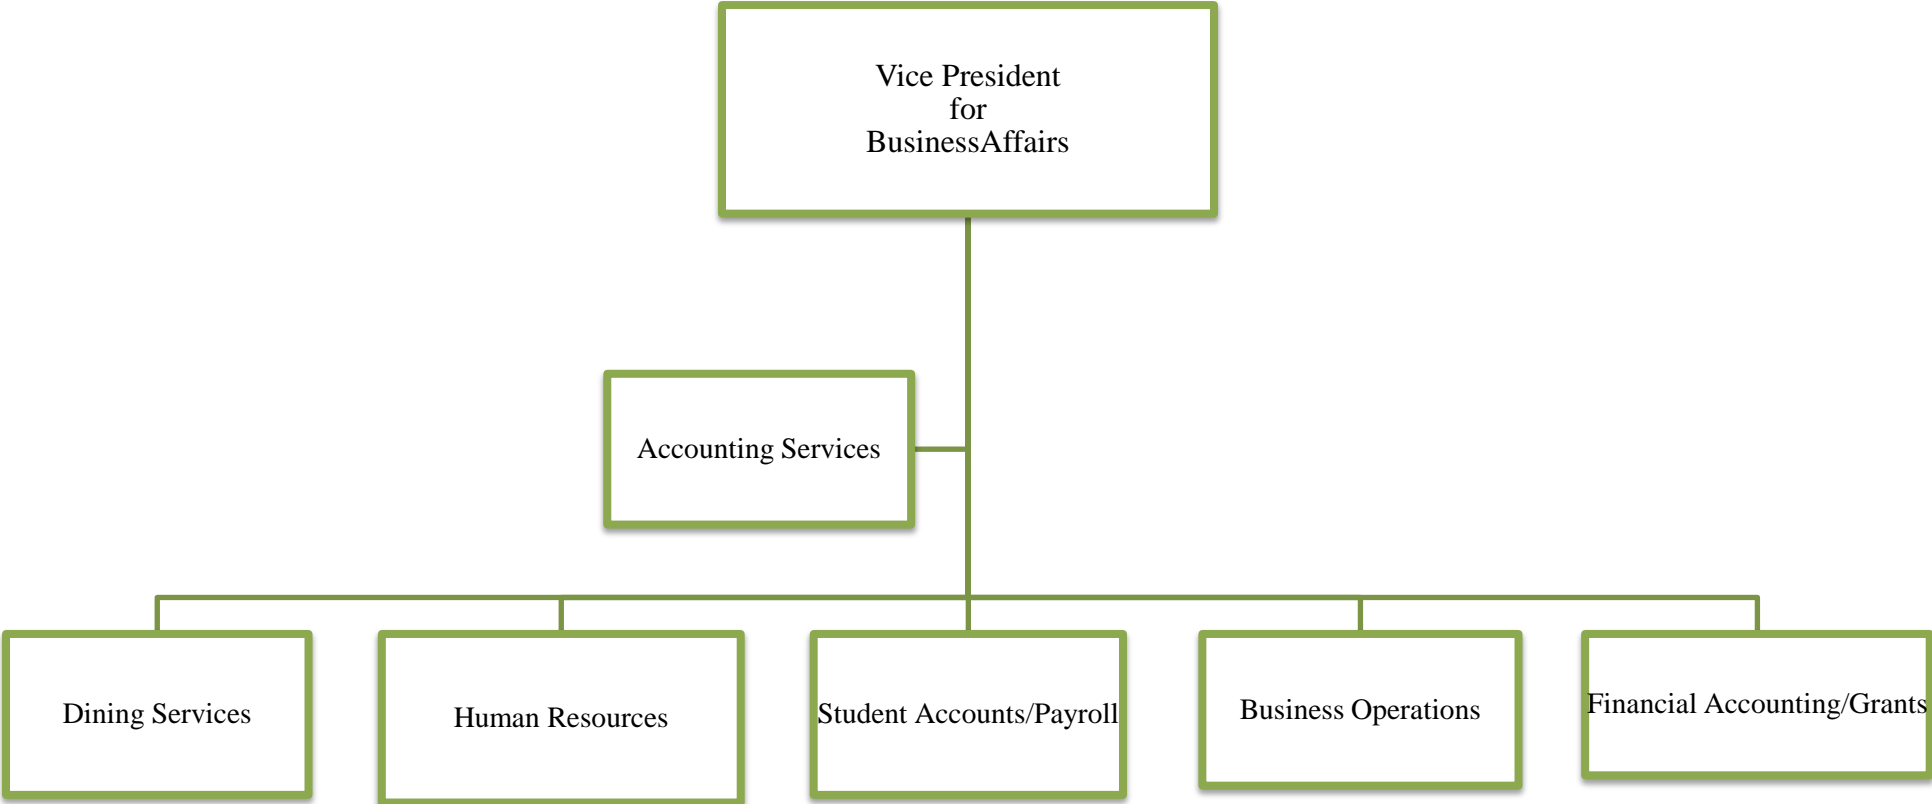 Vice President
for
BusinessAffairs
Accounting Services
Dining Services
Human Resources
Student Accounts/Payroll
Business Operations
Financial Accounting/Grants